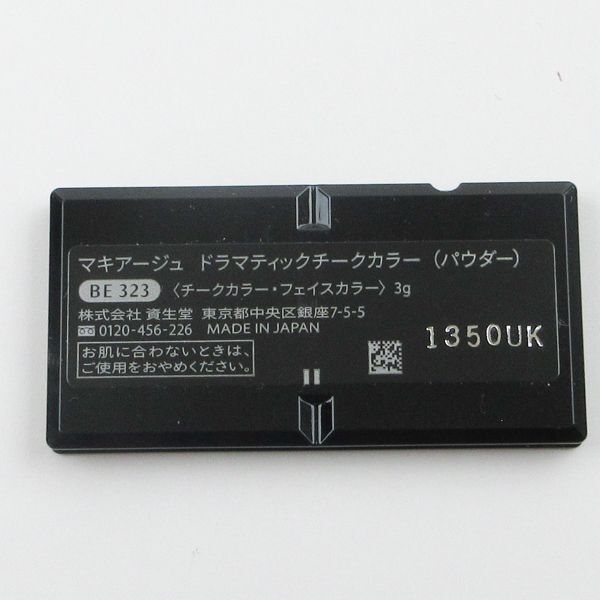 マキアージュ ドラマティックチークカラー（パウダー）
BE 323 〈チークカラー・フェイスカラー〉3g
株式会社 資生堂 東京都中央区銀座7-5-5
☎0120-456-226 MADE IN JAPAN
お肌に合わないときは、
ご使用をおやめください。
1350UK